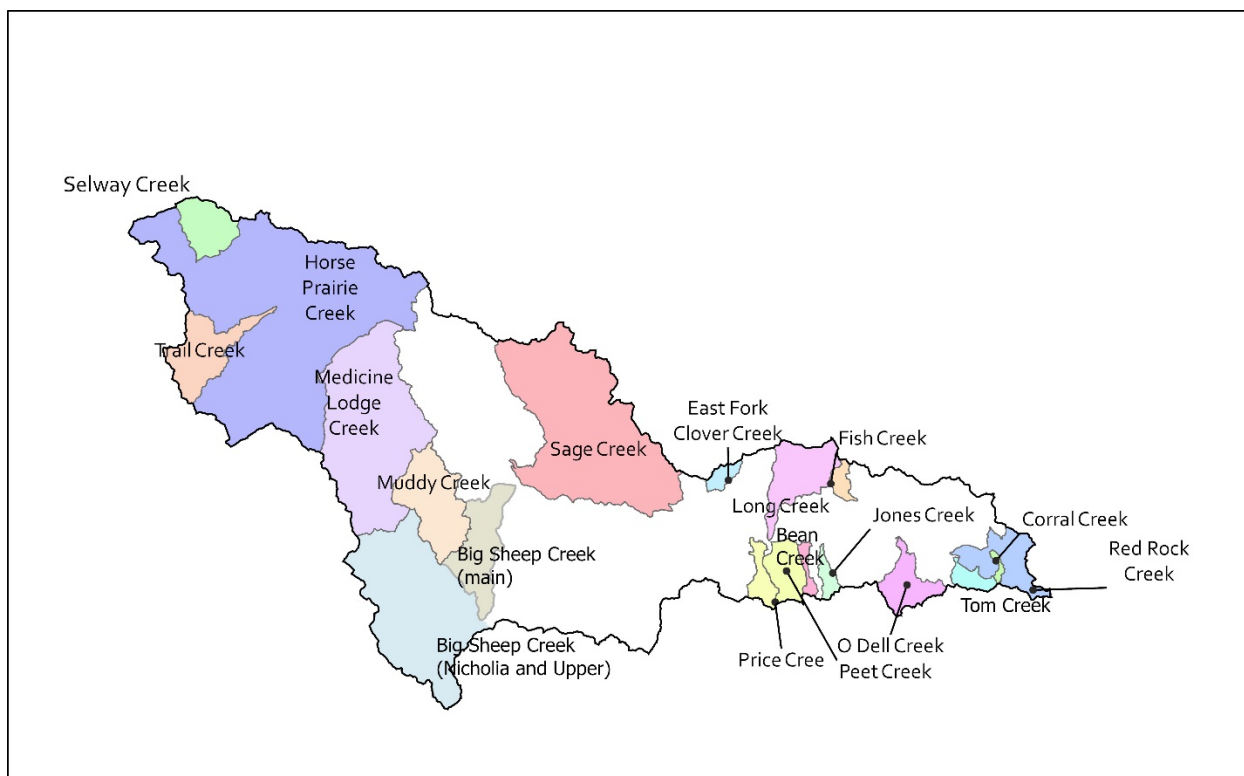 Selway Creek
Horse
Prairie
Creek
Trail Creek
Medicine
Lodge
Creek
East Fork
Clover Creek
Fish Creek
Sage Creek
Muddy Creek
Long Creek
Jones Creek
Corral Creek
Bean
Creek
Big Sheep Creek
(main)
Red Rock
Creek
Tom Creek
Big Sheep Creek
(Nicholia and Upper)
Price Cree
O Dell Creek
Peet Creek